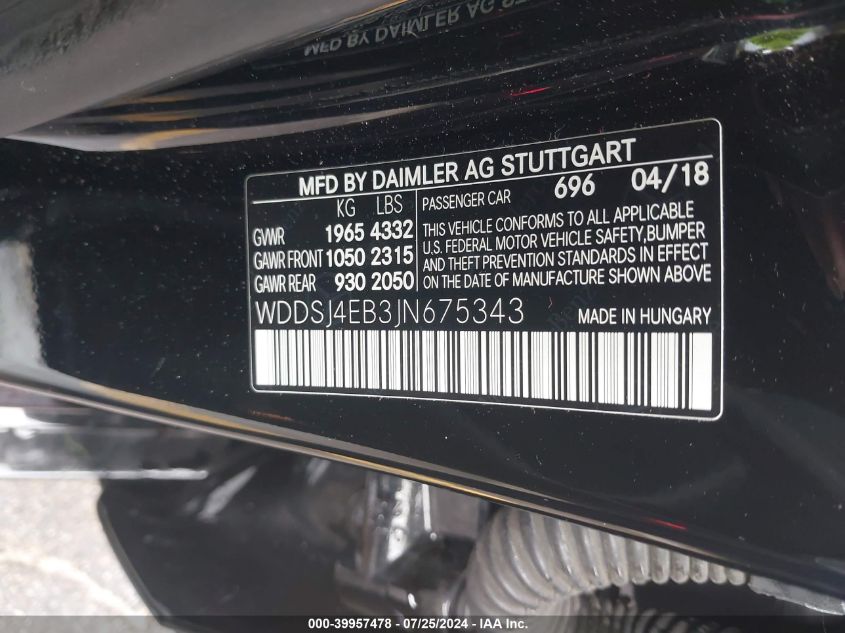 MFD BY DAIMLER AG STUTTGART
KG LBS
GVWR 1965 4332
GAWR FRONT 1050 2315
GAWR REAR 930 2050
PASSENGER CAR 696 04/18
THIS VEHICLE CONFORMS TO ALL APPLICABLE
U.S. FEDERAL MOTOR VEHICLE SAFETY,BUMPER
AND THEFT PREVENTION STANDARDS IN EFFECT
ON THE DATE OF MANUFACTURE SHOWN ABOVE
WDDSJ4EB3JN675343
MADE IN HUNGARY
000-39957478 - 07/25/2024 - IAA Inc.